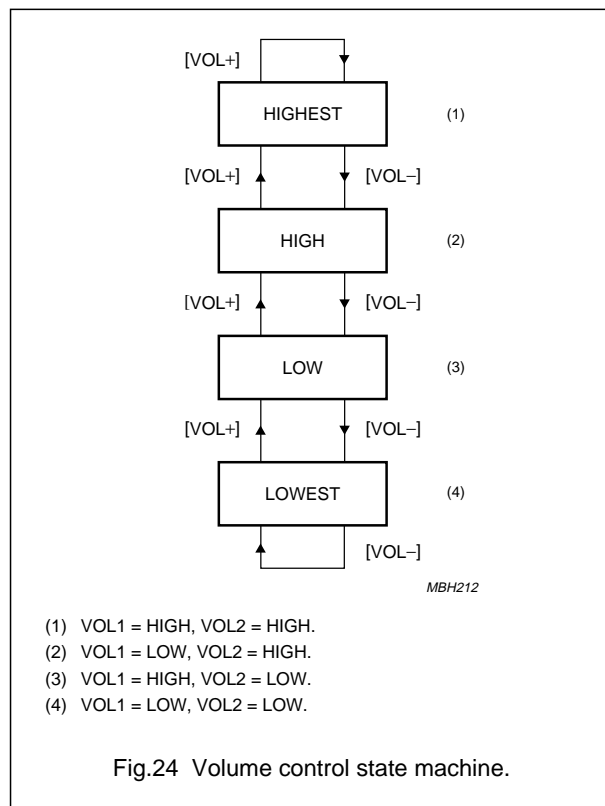 [VOL+]
HIGHEST (1)
[VOL+] [VOL−]
HIGH (2)
[VOL+] [VOL−]
LOW (3)
[VOL+] [VOL−]
LOWEST (4)
[VOL−]
MBH212
(1) VOL1 = HIGH, VOL2 = HIGH.
(2) VOL1 = LOW, VOL2 = HIGH.
(3) VOL1 = HIGH, VOL2 = LOW.
(4) VOL1 = LOW, VOL2 = LOW.
Fig.24 Volume control state machine.